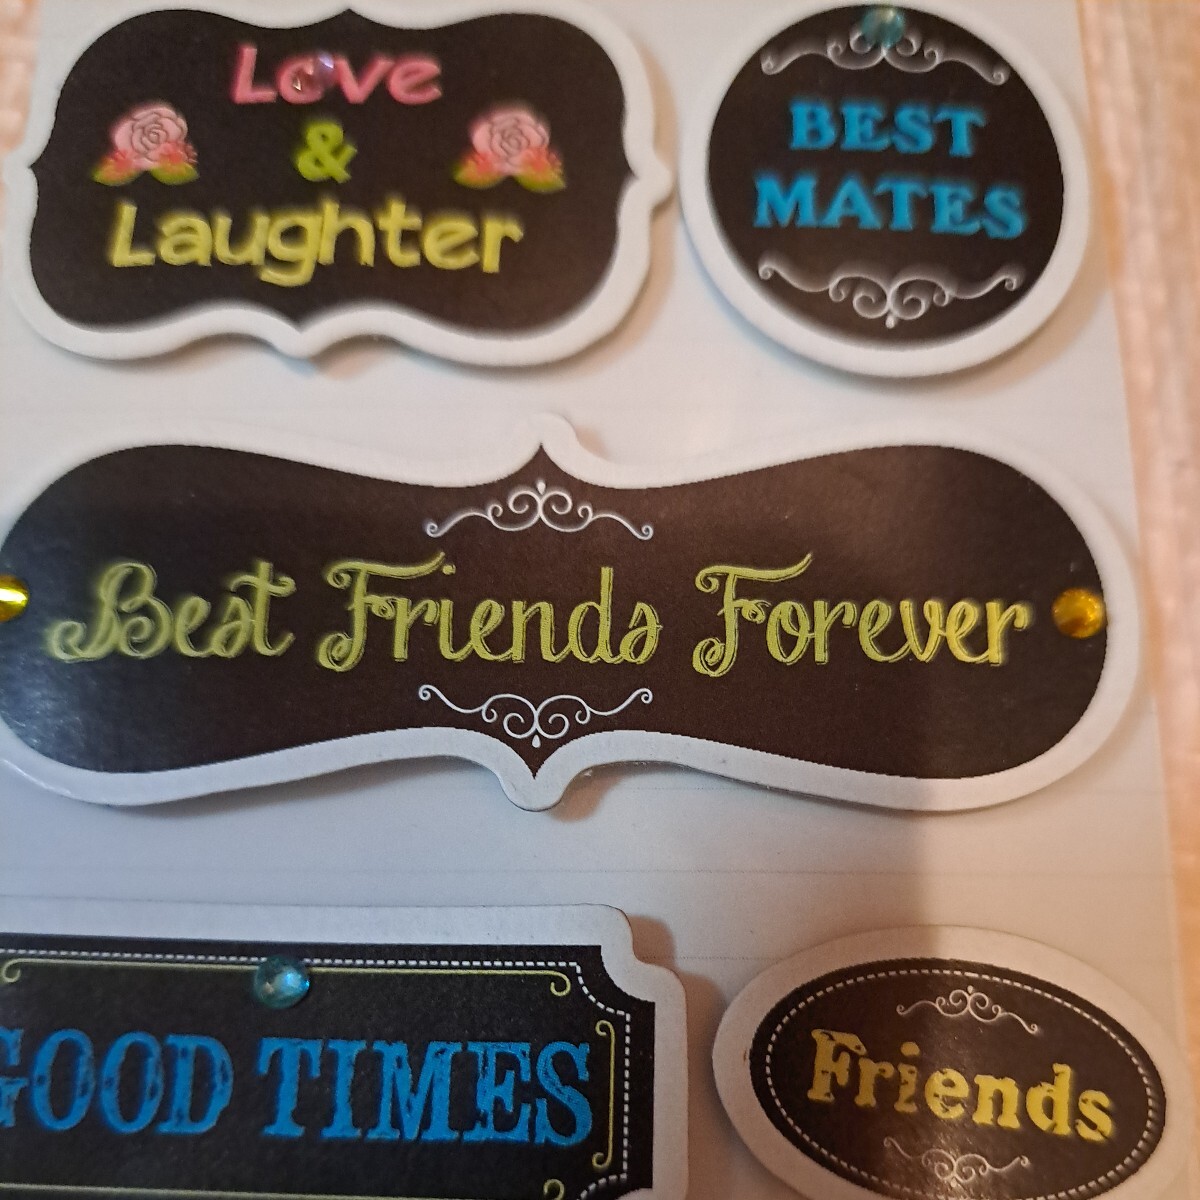 Love
&
Laughter
BEST
MATES
Best Friends Forever
GOOD TIMES
Friends